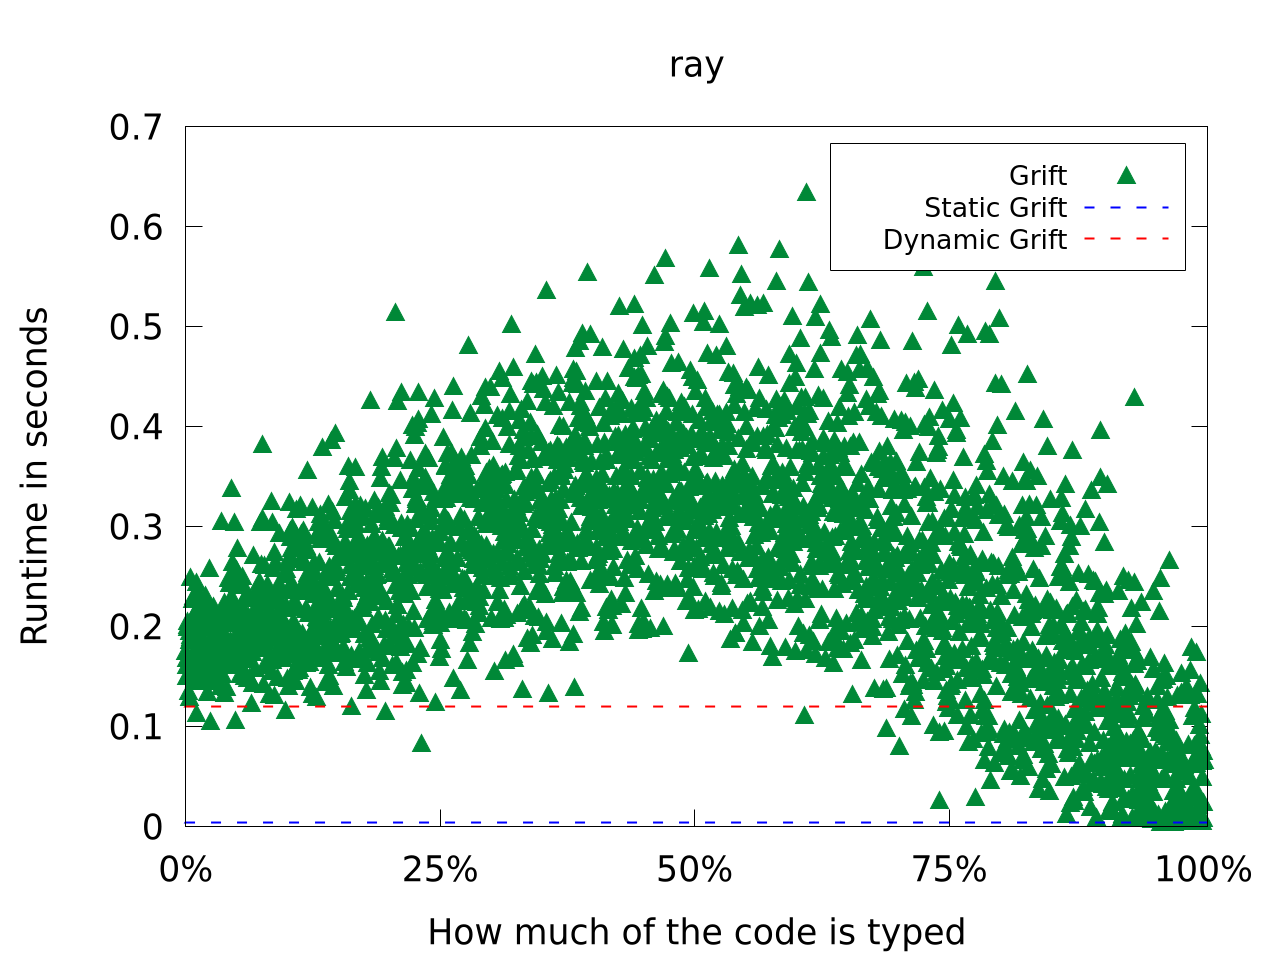 ray
0.7
0.6
0.5
0.4
0.3
0.2
0.1
0
Runtime in seconds
Grift
Static Grift
Dynamic Grift
0% 25% 50% 75% 100%
How much of the code is typed